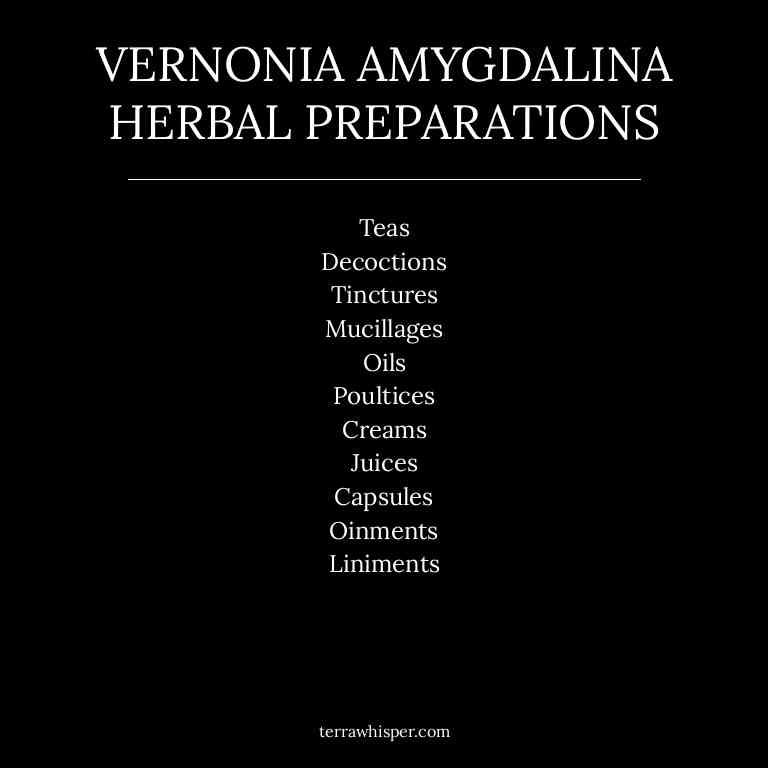 VERNONIA AMYGDALINA
HERBAL PREPARATIONS
Teas
Decoctions
Tinctures
Mucillages
Oils
Poultices
Creams
Juices
Capsules
Oinments
Liniments
terrawhisper.com